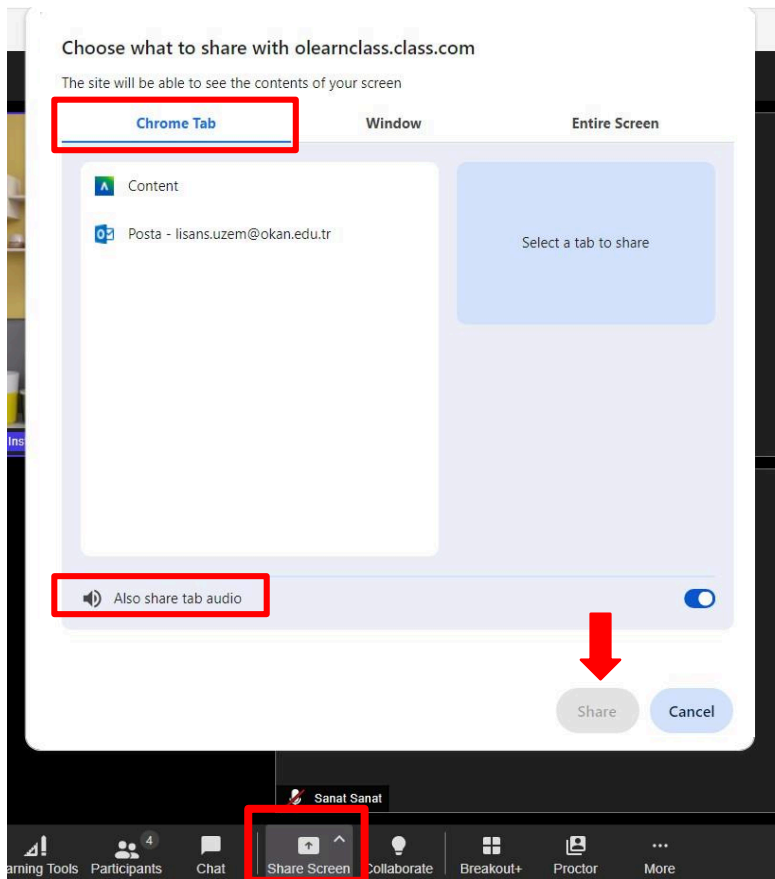 Choose what to share with olearnclass.class.com
The site will be able to see the contents of your screen
Chrome Tab Window Entire Screen
Content
Posta - lisans.uzem@okan.edu.tr
Select a tab to share
Ins
Also share tab audio
Share Cancel
Sanat Sanat
4
arning Tools Participants Chat Share Screen Collaborate Breakout+ Proctor More